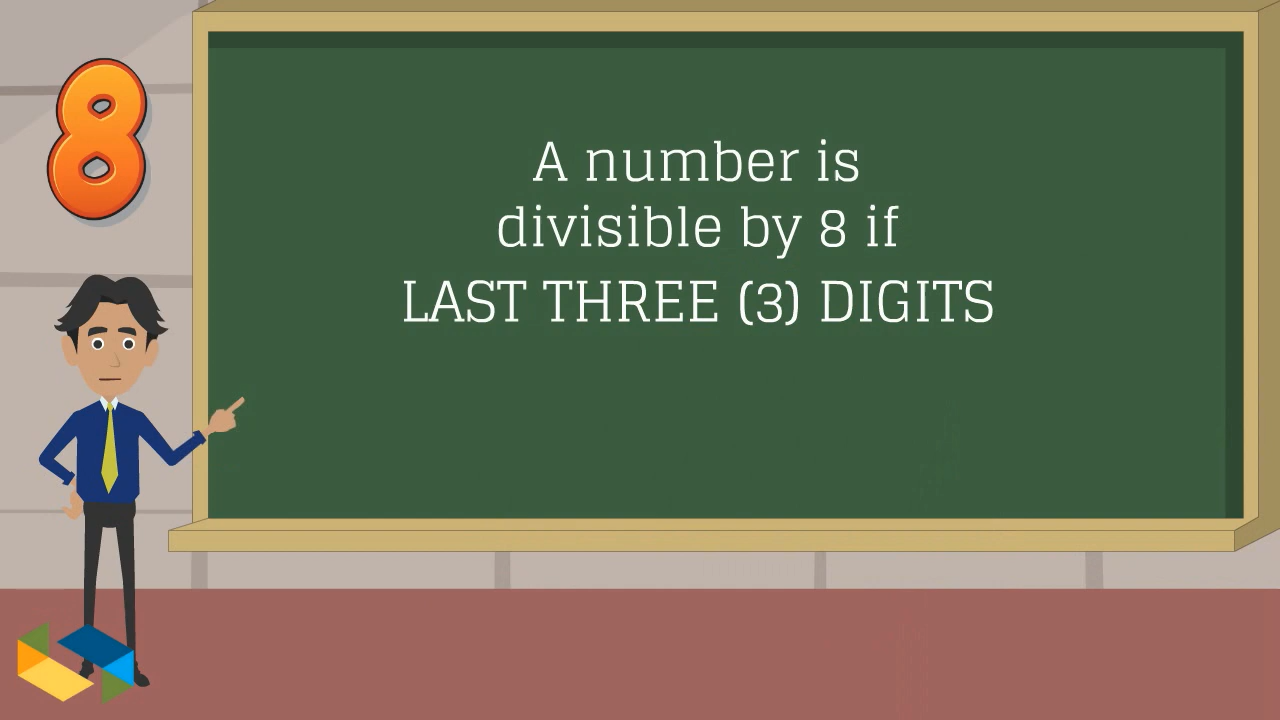 8
A number is
divisible by 8 if
LAST THREE (3) DIGITS